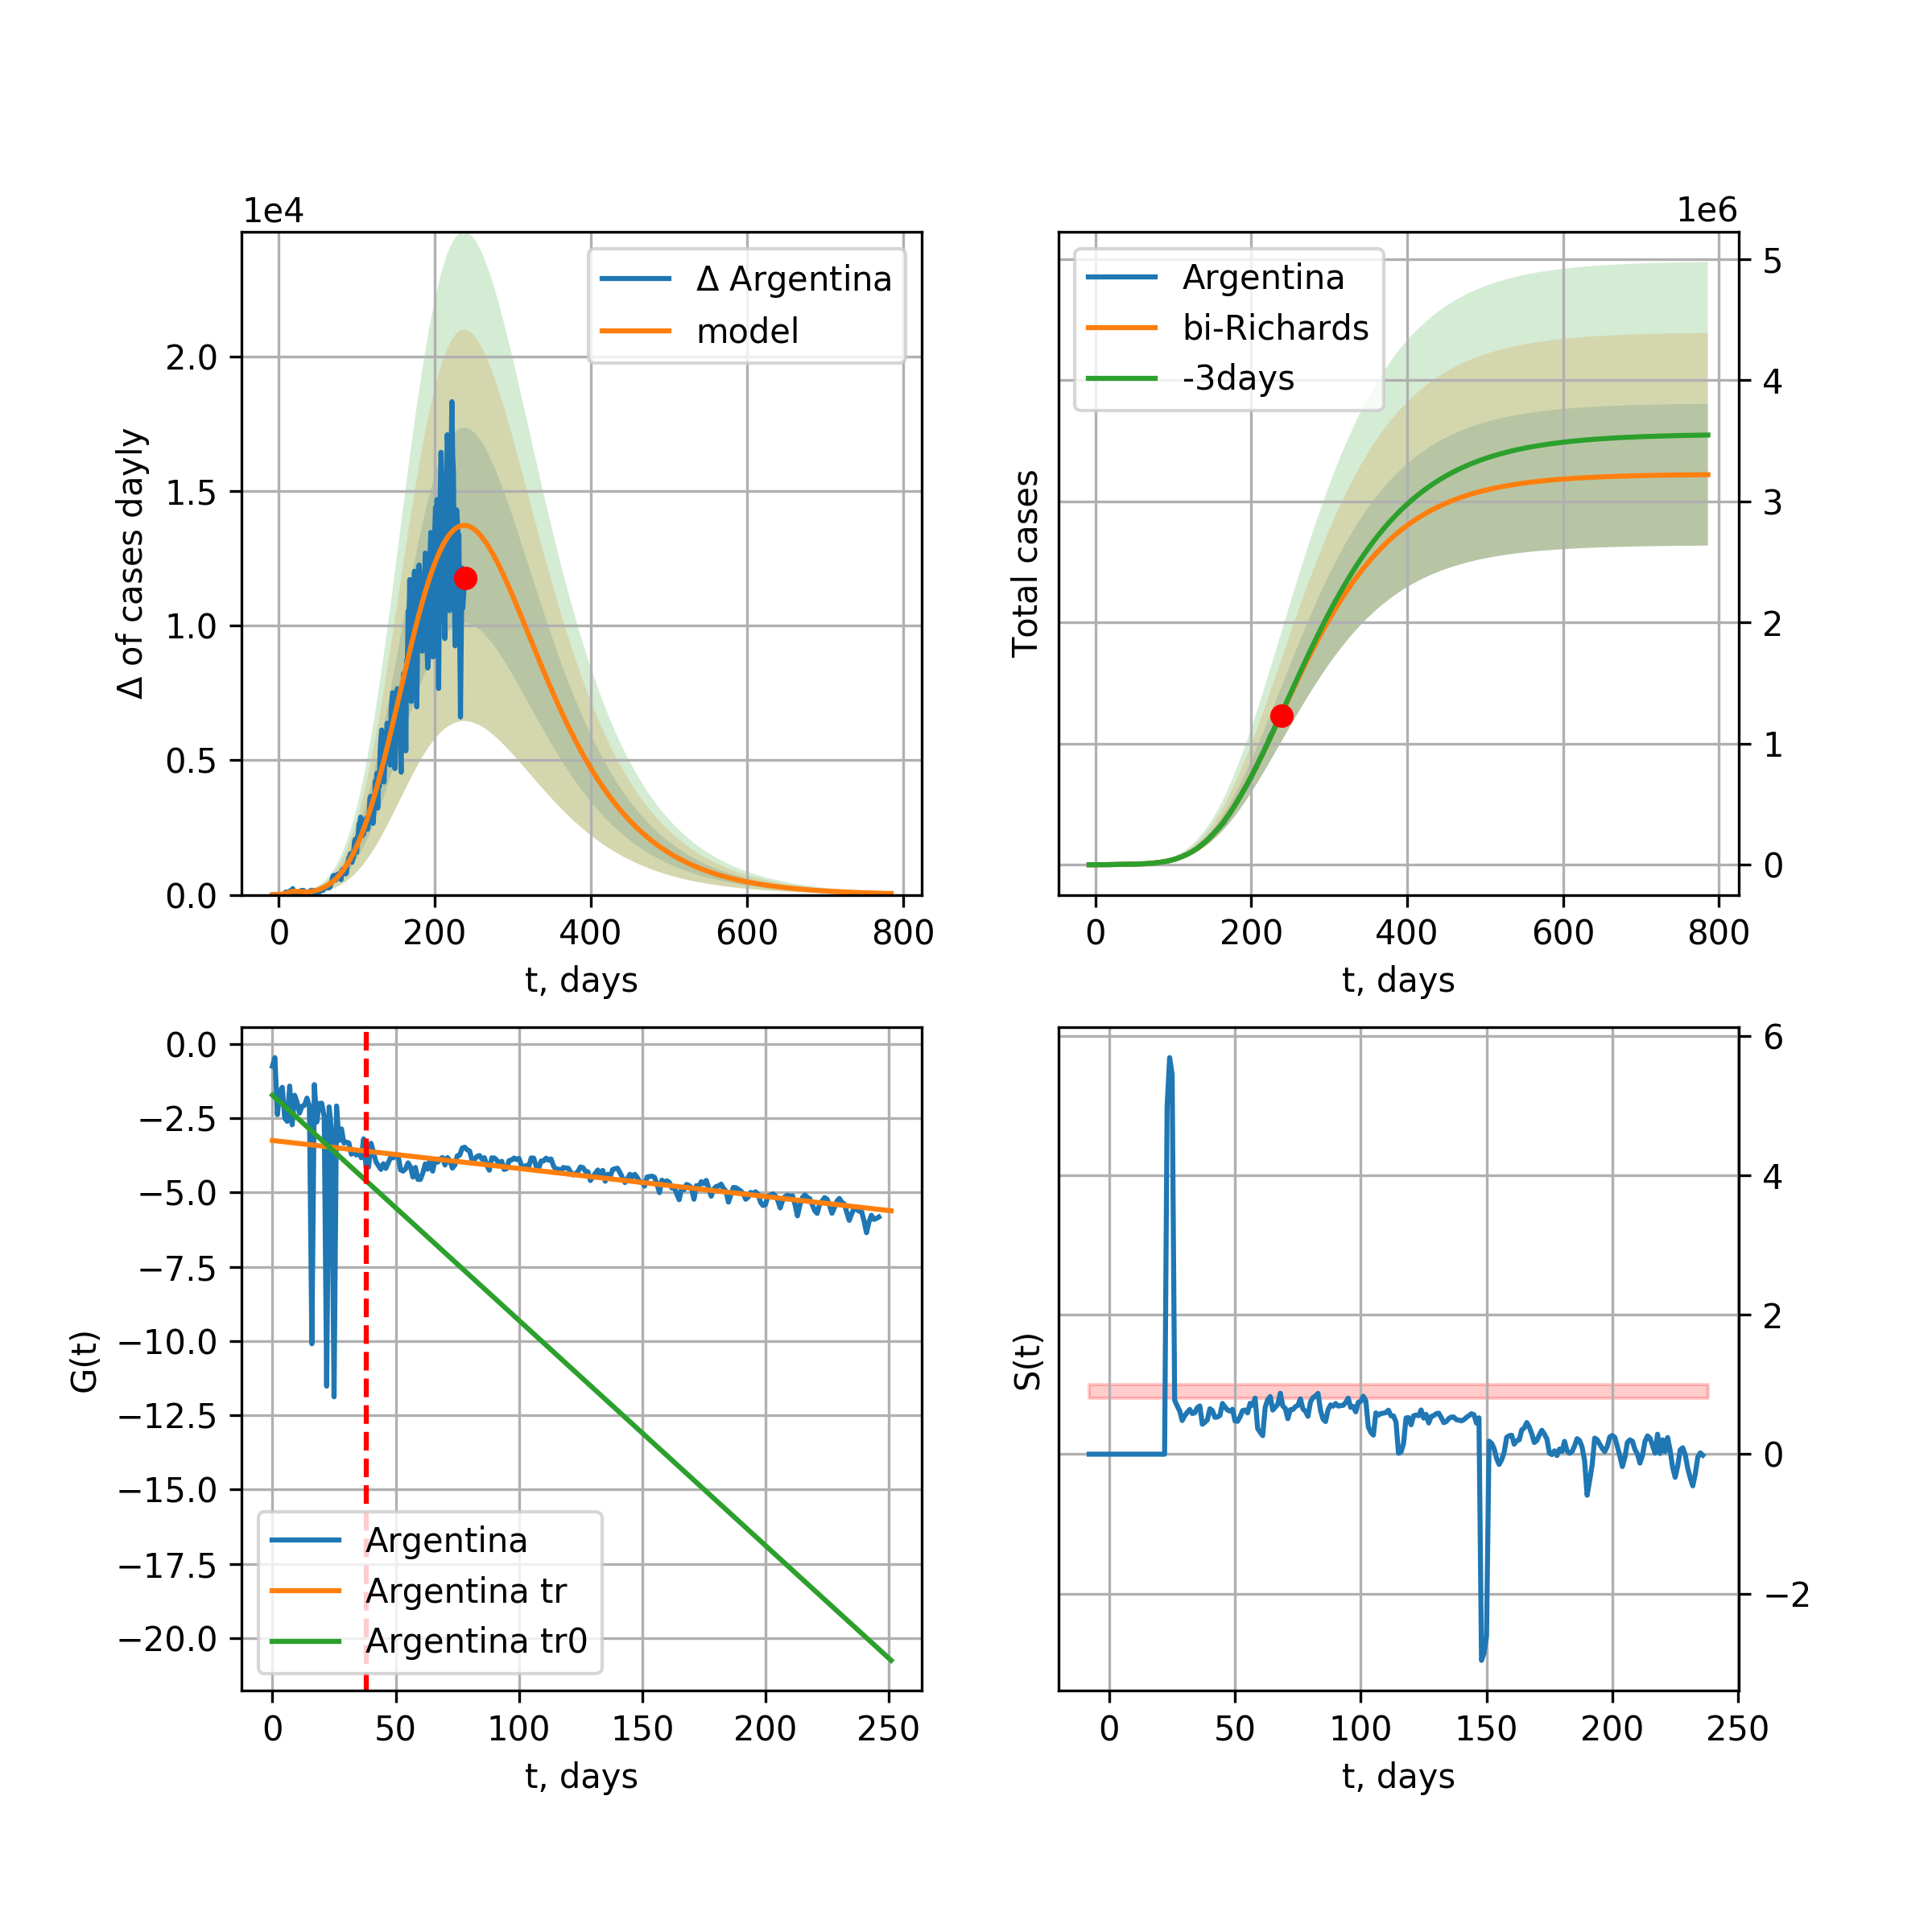 1e4
Δ Argentina
model
2.0
1.5
1.0
0.5
0.0
Δ of cases dayly
0 200 400 600 800
t, days
1e6
Argentina
bi-Richards
-3days
5
4
3
2
1
0
Total cases
0 200 400 600 800
t, days
0.0
−2.5
−5.0
−7.5
−10.0
−12.5
−15.0
−17.5
−20.0
G(t)
Argentina
Argentina tr
Argentina tr0
0 50 100 150 200 250
t, days
6
4
2
0
−2
S(t)
0 50 100 150 200 250
t, days